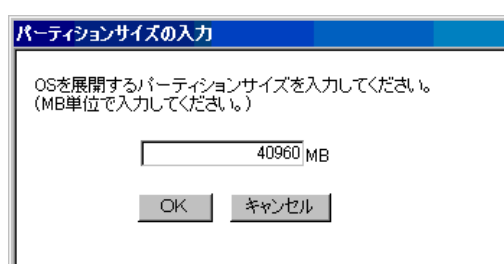 パーティションサイズの入力
OSを展開するパーティションサイズを入力してください。
(MB単位で入力してください。)
40960 MB
OK キャンセル